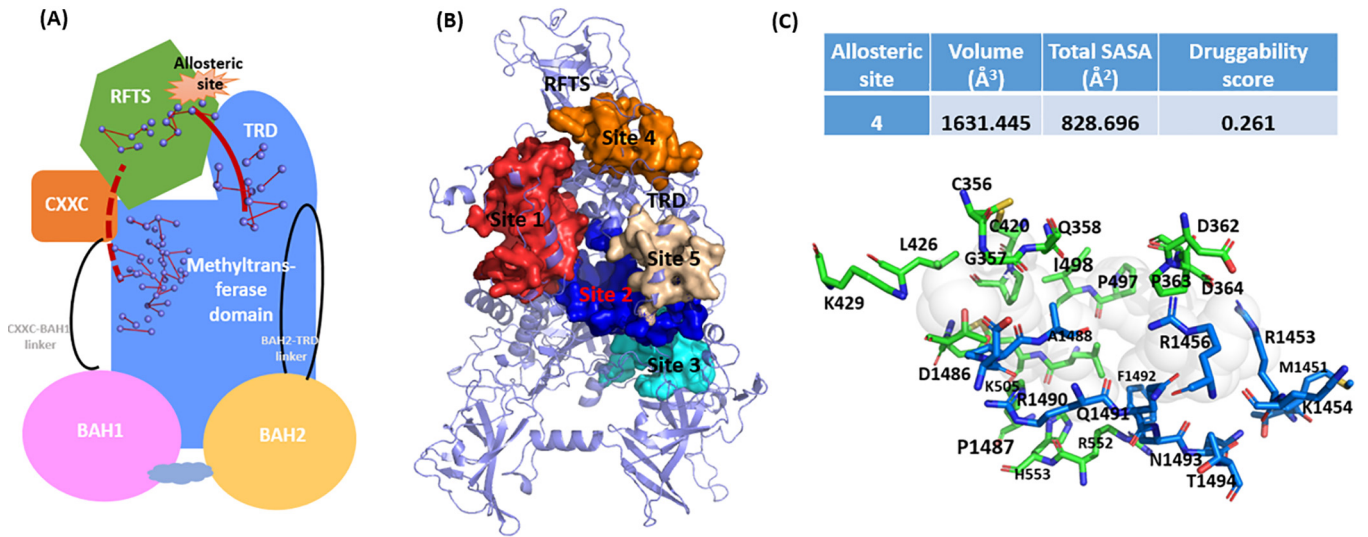 (A)
Allosteric
site
RFTS
TRD
CXXC
Methyltrans-
ferase
domain
CXXC-BAH1
linker
BAH2-TRD
linker
BAH1
BAH2
(B)
RFTS
Site 4
Site 1
TRD
Site 5
Site 2
Site 3
(C)
Allosteric site Volume (Å³) Total SASA (Å²) Druggability score
4 1631.445 828.696 0.261
C356
C420
Q358
D362
L426
G357
I498
P497
P363
D364
K429
R1453
A1488
R1456
D1486
K505
F1492
M1451
R1490
Q1491
K1454
P1487
R552
N1493
H553
T1494